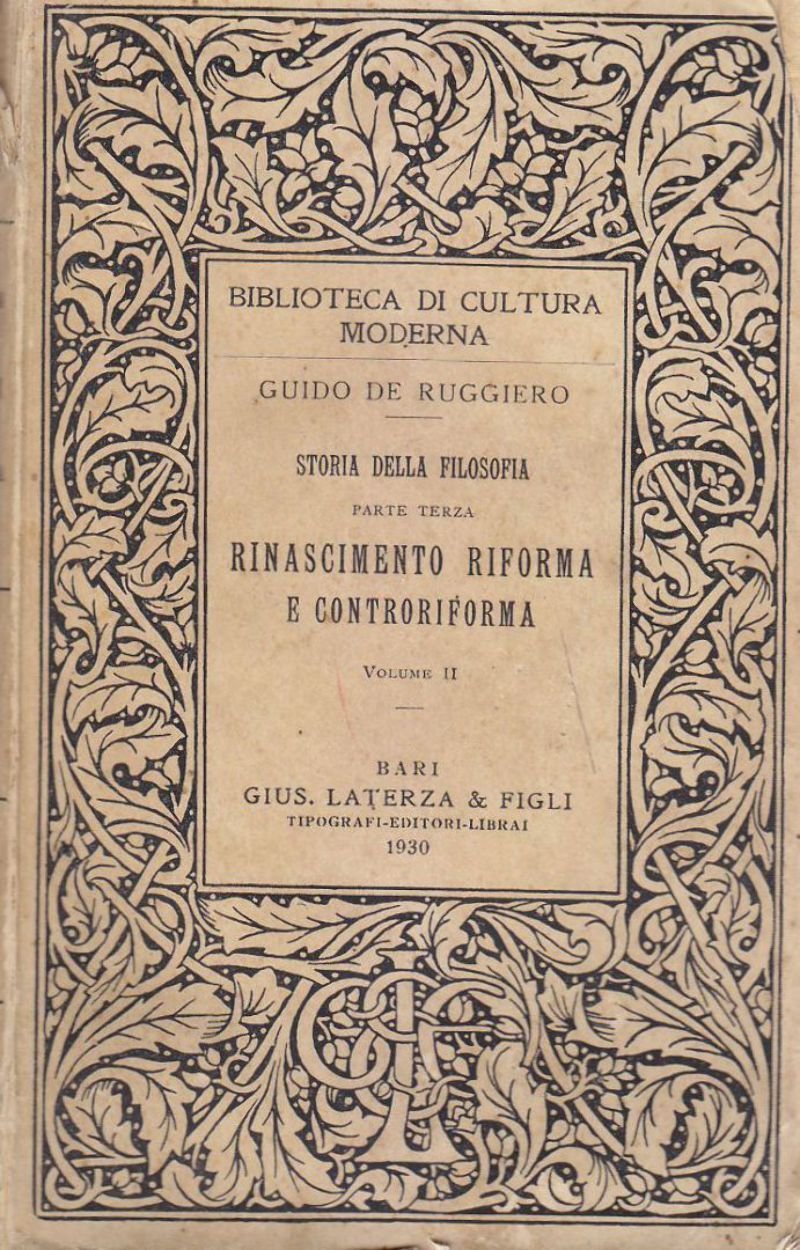 BIBLIOTECA DI CULTURA
MODERNA
GUIDO DE RUGGIERO
STORIA DELLA FILOSOFIA
PARTE TERZA
RINASCIMENTO RIFORMA
E CONTRORIFORMA
VOLUME II
BARI
GIUS. LATERZA & FIGLI
TIPOGRAFI-EDITORI-LIBRAI
1930